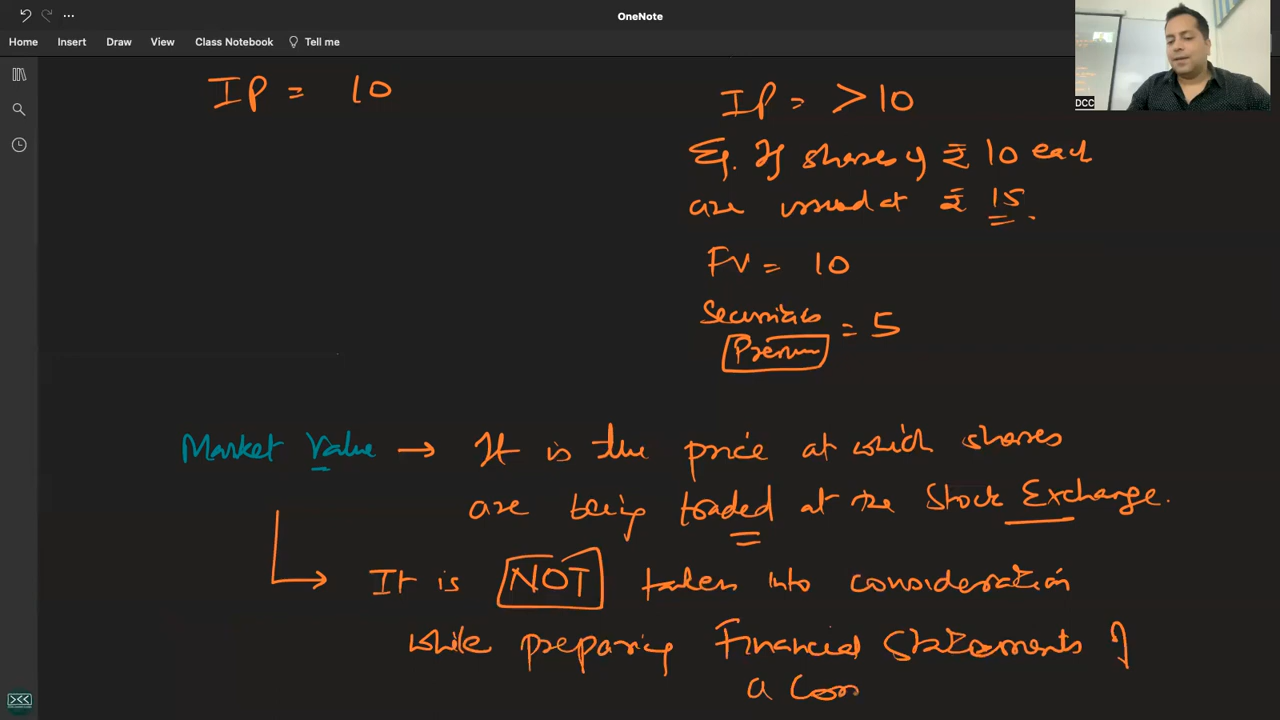 OneNote
Home Insert Draw View Class Notebook Tell me
DCC
IP = 10
IP = >10
Eg. If shares of ₹ 10 each
are issued at ₹ 15.
FV = 10
Securities
Premium = 5
Market Value → It is the price at which shares
are being traded at the Stock Exchange.
It is NOT taken into consideration
while preparing Financial Statements of
a Com